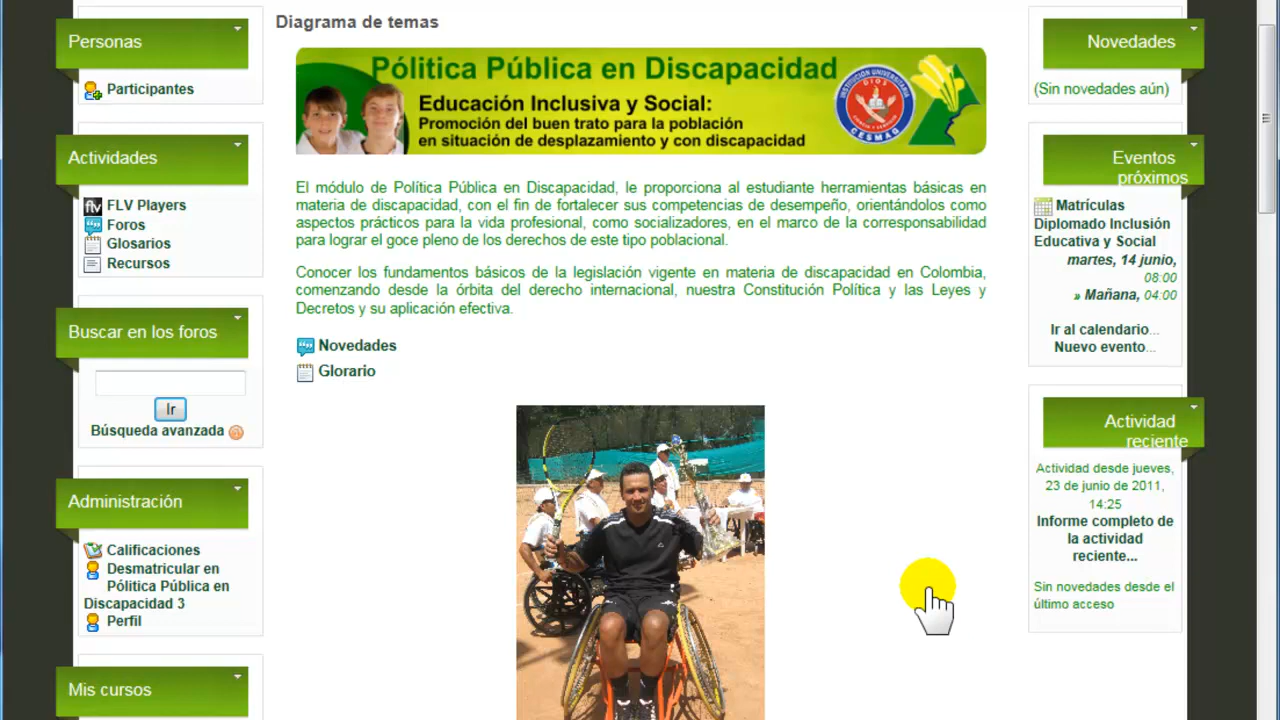 Personas
Participantes
Actividades
FLV Players
Foros
Glosarios
Recursos
Buscar en los foros
Ir
Búsqueda avanzada
Administración
Calificaciones
Desmatricular en
Pólitica Pública en
Discapacidad 3
Perfil
Mis cursos
Diagrama de temas
Pólitica Pública en Discapacidad
Educación Inclusiva y Social:
Promoción del buen trato para la población
en situación de desplazamiento y con discapacidad
INSTITUCIÓN UNIVERSITARIA
CESMAG
El módulo de Política Pública en Discapacidad, le proporciona al estudiante herramientas básicas en
materia de discapacidad, con el fin de fortalecer sus competencias de desempeño, orientándolos como
aspectos prácticos para la vida profesional, como socializadores, en el marco de la corresponsabilidad
para lograr el goce pleno de los derechos de este tipo poblacional.
Conocer los fundamentos básicos de la legislación vigente en materia de discapacidad en Colombia,
comenzando desde la órbita del derecho internacional, nuestra Constitución Política y las Leyes y
Decretos y su aplicación efectiva.
Novedades
Glorario
Novedades
(Sin novedades aún)
Eventos
próximos
Matrículas
Diplomado Inclusión
Educativa y Social
martes, 14 junio,
08:00
» Mañana, 04:00
Ir al calendario...
Nuevo evento...
Actividad
reciente
Actividad desde jueves,
23 de junio de 2011,
14:25
Informe completo de
la actividad
reciente...
Sin novedades desde el
último acceso